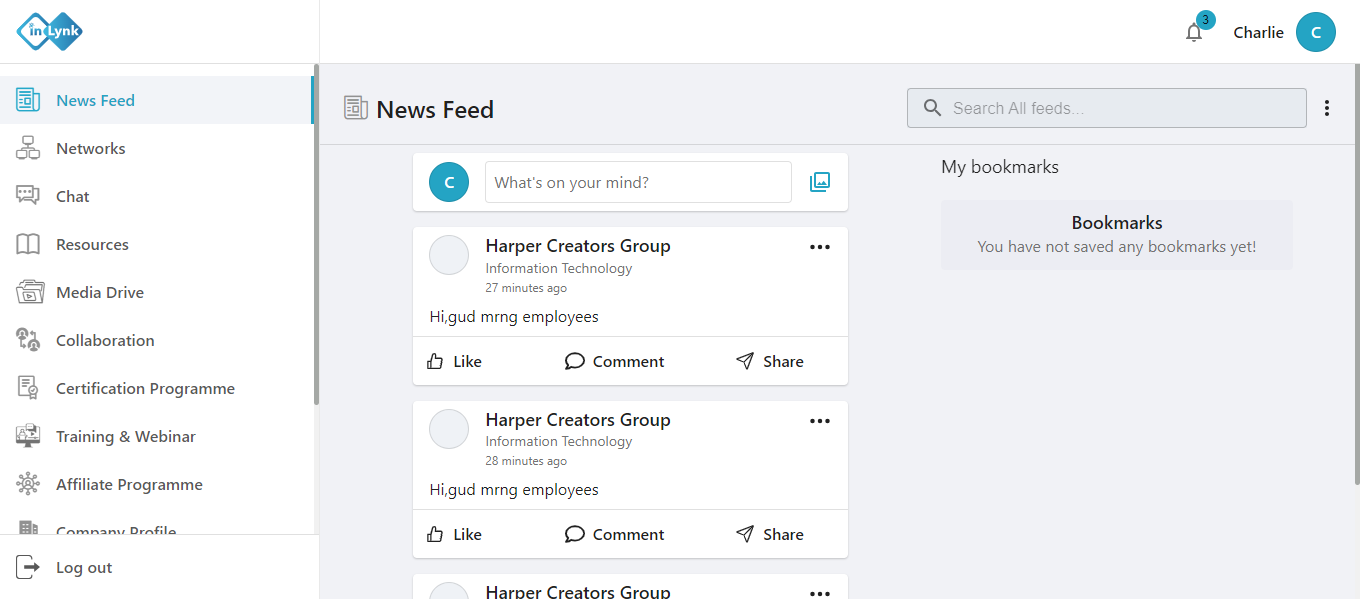 inLynk
3
Charlie
C
News Feed
Networks
Chat
Resources
Media Drive
Collaboration
Certification Programme
Training & Webinar
Affiliate Programme
Company Profile
Log out
News Feed
Search All feeds...
C
What's on your mind?
Harper Creators Group
Information Technology
27 minutes ago
Hi,gud mrng employees
Like Comment Share
Harper Creators Group
Information Technology
28 minutes ago
Hi,gud mrng employees
Like Comment Share
Harper Creators Group
My bookmarks
Bookmarks
You have not saved any bookmarks yet!